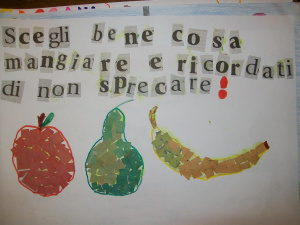 Scegli bene cosa
mangiare e ricordati
di non sprecare!